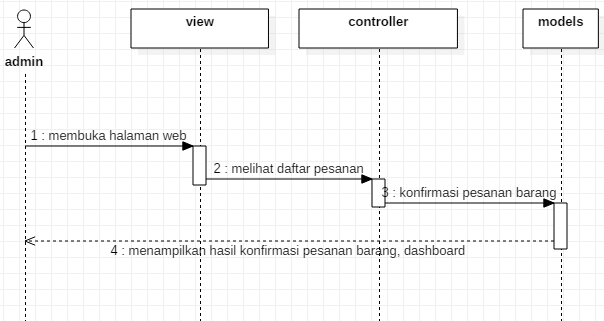 admin
view
controller
models
1 : membuka halaman web
2 : melihat daftar pesanan
3 : konfirmasi pesanan barang
4 : menampilkan hasil konfirmasi pesanan barang, dashboard